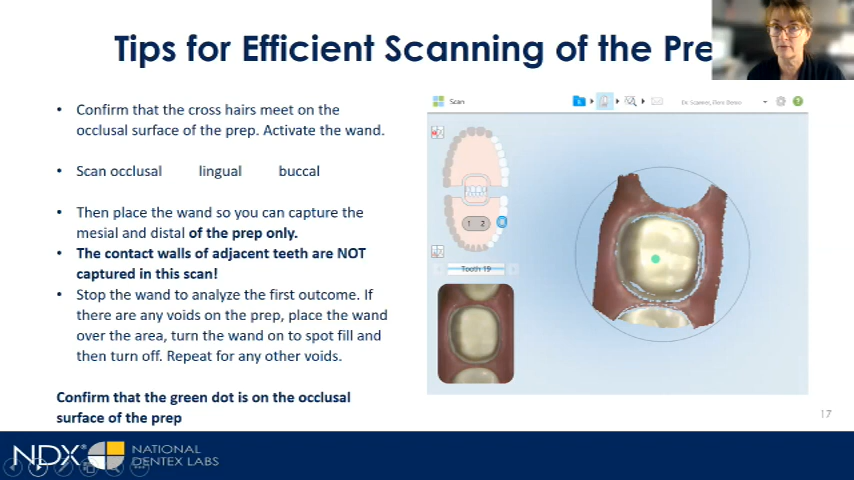 Tips for Efficient Scanning of the Pre
Confirm that the cross hairs meet on the
occlusal surface of the prep. Activate the wand.
Scan occlusal lingual buccal
Then place the wand so you can capture the
mesial and distal of the prep only.
The contact walls of adjacent teeth are NOT
captured in this scan!
Stop the wand to analyze the first outcome. If
there are any voids on the prep, place the wand
over the area, turn the wand on to spot fill and
then turn off. Repeat for any other voids.
Confirm that the green dot is on the occlusal
surface of the prep
Scan
Dr. Scanner, Flex Demo
1 2
B
Tooth 19
17
NDX®
NATIONAL
DENTEX LABS